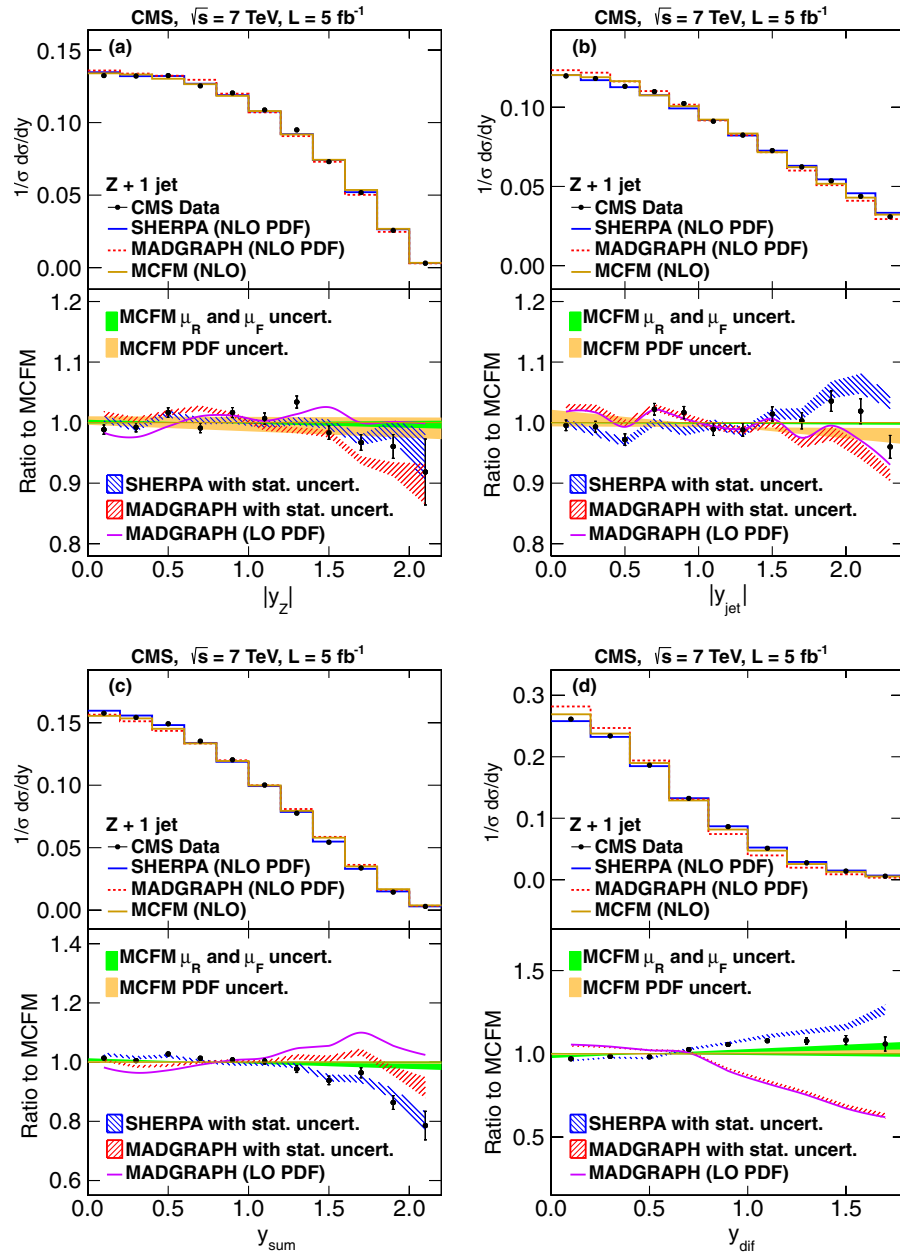 CMS, √s = 7 TeV, L = 5 fb⁻¹
(a)
1/σ dσ/dy
0.15
0.10
0.05
0.00
Z + 1 jet
CMS Data
SHERPA (NLO PDF)
MADGRAPH (NLO PDF)
MCFM (NLO)
Ratio to MCFM
1.2
1.1
1.0
0.9
0.8
MCFM μ_R and μ_F uncert.
MCFM PDF uncert.
SHERPA with stat. uncert.
MADGRAPH with stat. uncert.
MADGRAPH (LO PDF)
0.0 0.5 1.0 1.5 2.0
|y_Z|
CMS, √s = 7 TeV, L = 5 fb⁻¹
(b)
1/σ dσ/dy
0.15
0.10
0.05
0.00
Z + 1 jet
CMS Data
SHERPA (NLO PDF)
MADGRAPH (NLO PDF)
MCFM (NLO)
Ratio to MCFM
1.2
1.1
1.0
0.9
0.8
MCFM μ_R and μ_F uncert.
MCFM PDF uncert.
SHERPA with stat. uncert.
MADGRAPH with stat. uncert.
MADGRAPH (LO PDF)
0.0 0.5 1.0 1.5 2.0
|y_jet|
CMS, √s = 7 TeV, L = 5 fb⁻¹
(c)
1/σ dσ/dy
0.15
0.10
0.05
0.00
Z + 1 jet
CMS Data
SHERPA (NLO PDF)
MADGRAPH (NLO PDF)
MCFM (NLO)
Ratio to MCFM
1.4
1.2
1.0
0.8
0.6
MCFM μ_R and μ_F uncert.
MCFM PDF uncert.
SHERPA with stat. uncert.
MADGRAPH with stat. uncert.
MADGRAPH (LO PDF)
0.0 0.5 1.0 1.5 2.0
y_sum
CMS, √s = 7 TeV, L = 5 fb⁻¹
(d)
1/σ dσ/dy
0.3
0.2
0.1
0.0
Z + 1 jet
CMS Data
SHERPA (NLO PDF)
MADGRAPH (NLO PDF)
MCFM (NLO)
Ratio to MCFM
1.5
1.0
0.5
MCFM μ_R and μ_F uncert.
MCFM PDF uncert.
SHERPA with stat. uncert.
MADGRAPH with stat. uncert.
MADGRAPH (LO PDF)
0.0 0.5 1.0 1.5
y_dif